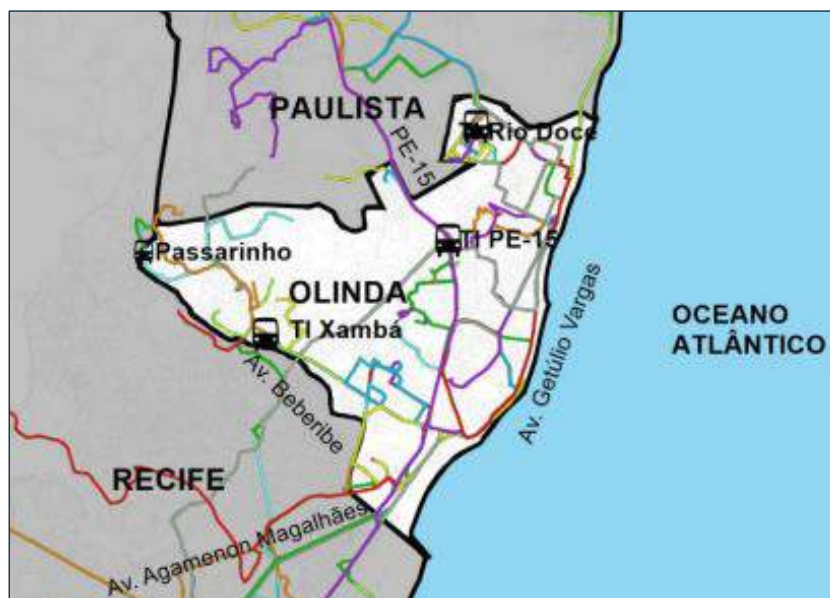 PAULISTA
TI Rio Doce
PE-15
Passarinho
TI PE-15
OLINDA
TI Xambá
OCEANO
ATLÂNTICO
Av. Getúlio Vargas
Av. Beberibe
RECIFE
Av. Agamenon Magalhães